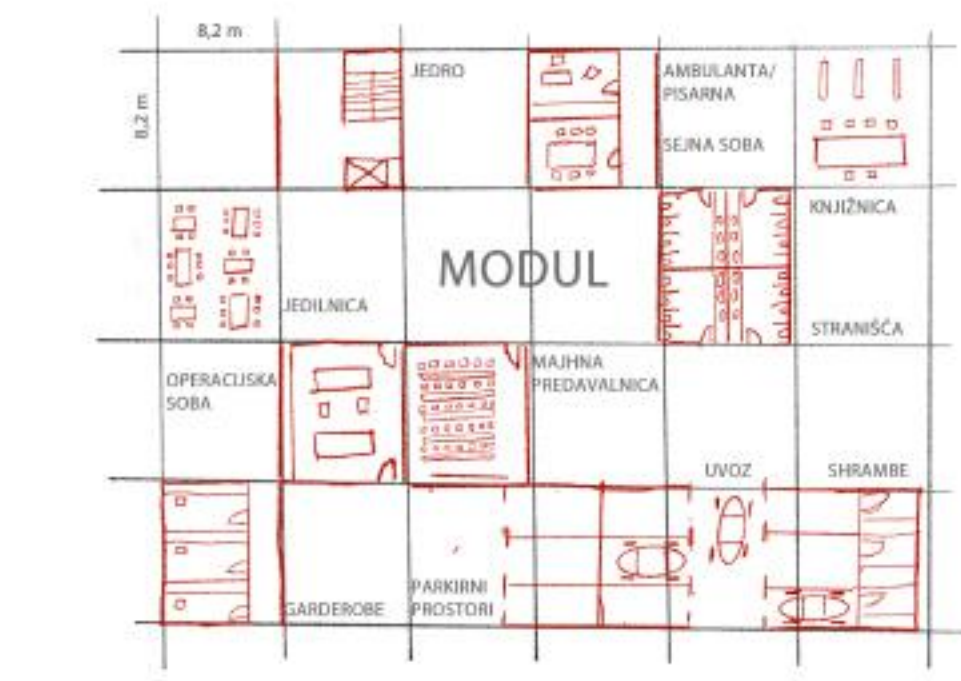 8,2 m
8,2 m
JEDRO
AMBULANTA/
PISARNA
SEJNA SOBA
KNJIŽNICA
MODUL
JEDILNICA
STRANIŠČA
OPERACIJSKA
SOBA
MAJHNA
PREDAVALNICA
UVOZ
SHRAMBE
GARDEROBE
PARKIRNI
PROSTORI